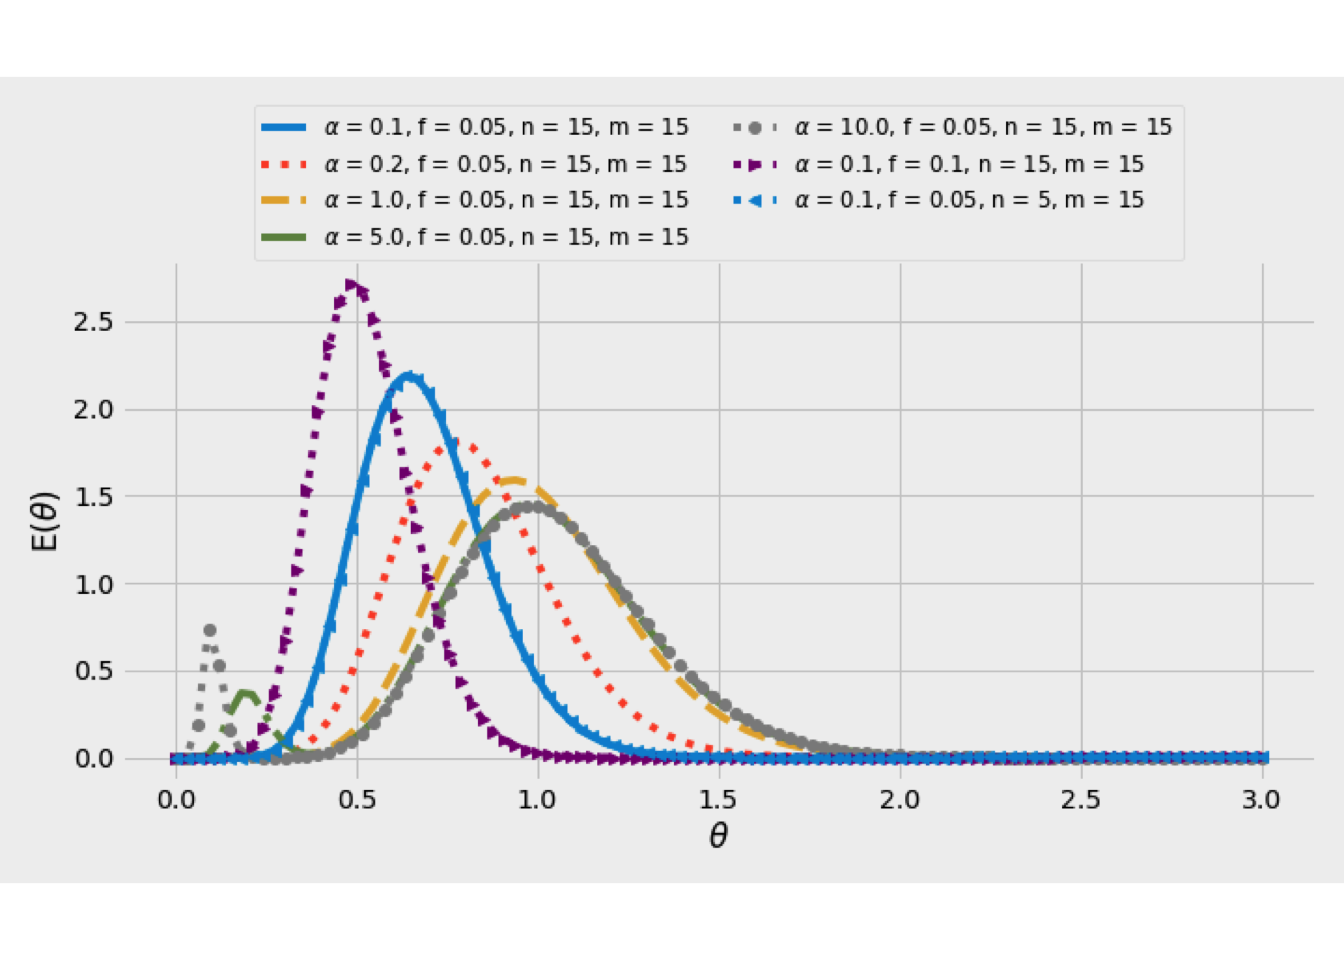 α = 0.1, f = 0.05, n = 15, m = 15
α = 0.2, f = 0.05, n = 15, m = 15
α = 1.0, f = 0.05, n = 15, m = 15
α = 5.0, f = 0.05, n = 15, m = 15
α = 10.0, f = 0.05, n = 15, m = 15
α = 0.1, f = 0.1, n = 15, m = 15
α = 0.1, f = 0.05, n = 5, m = 15
E(θ)
2.5
2.0
1.5
1.0
0.5
0.0
0.0 0.5 1.0 1.5 2.0 2.5 3.0
θ